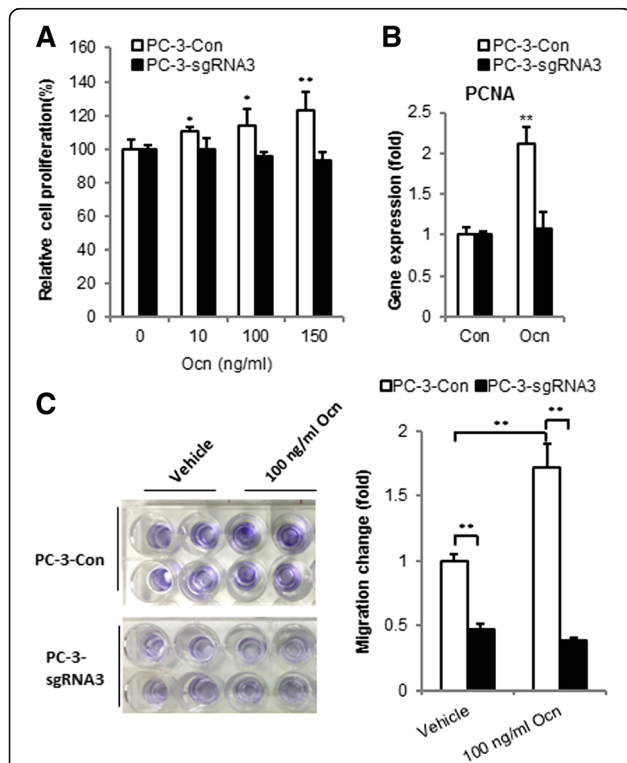 A
PC-3-Con
PC-3-sgRNA3
Relative cell proliferation(%)
160
140
120
100
80
60
40
20
0
*
*
**
0 10 100 150
Ocn (ng/ml)
B
PC-3-Con
PC-3-sgRNA3
PCNA
Gene expression (fold)
2.5
2
1.5
1
0.5
0
**
Con Ocn
C
Vehicle
100 ng/ml Ocn
PC-3-Con
PC-3-
sgRNA3
PC-3-Con PC-3-sgRNA3
Migration change (fold)
2
1.5
1
0.5
0
**
**
**
Vehicle
100 ng/ml Ocn